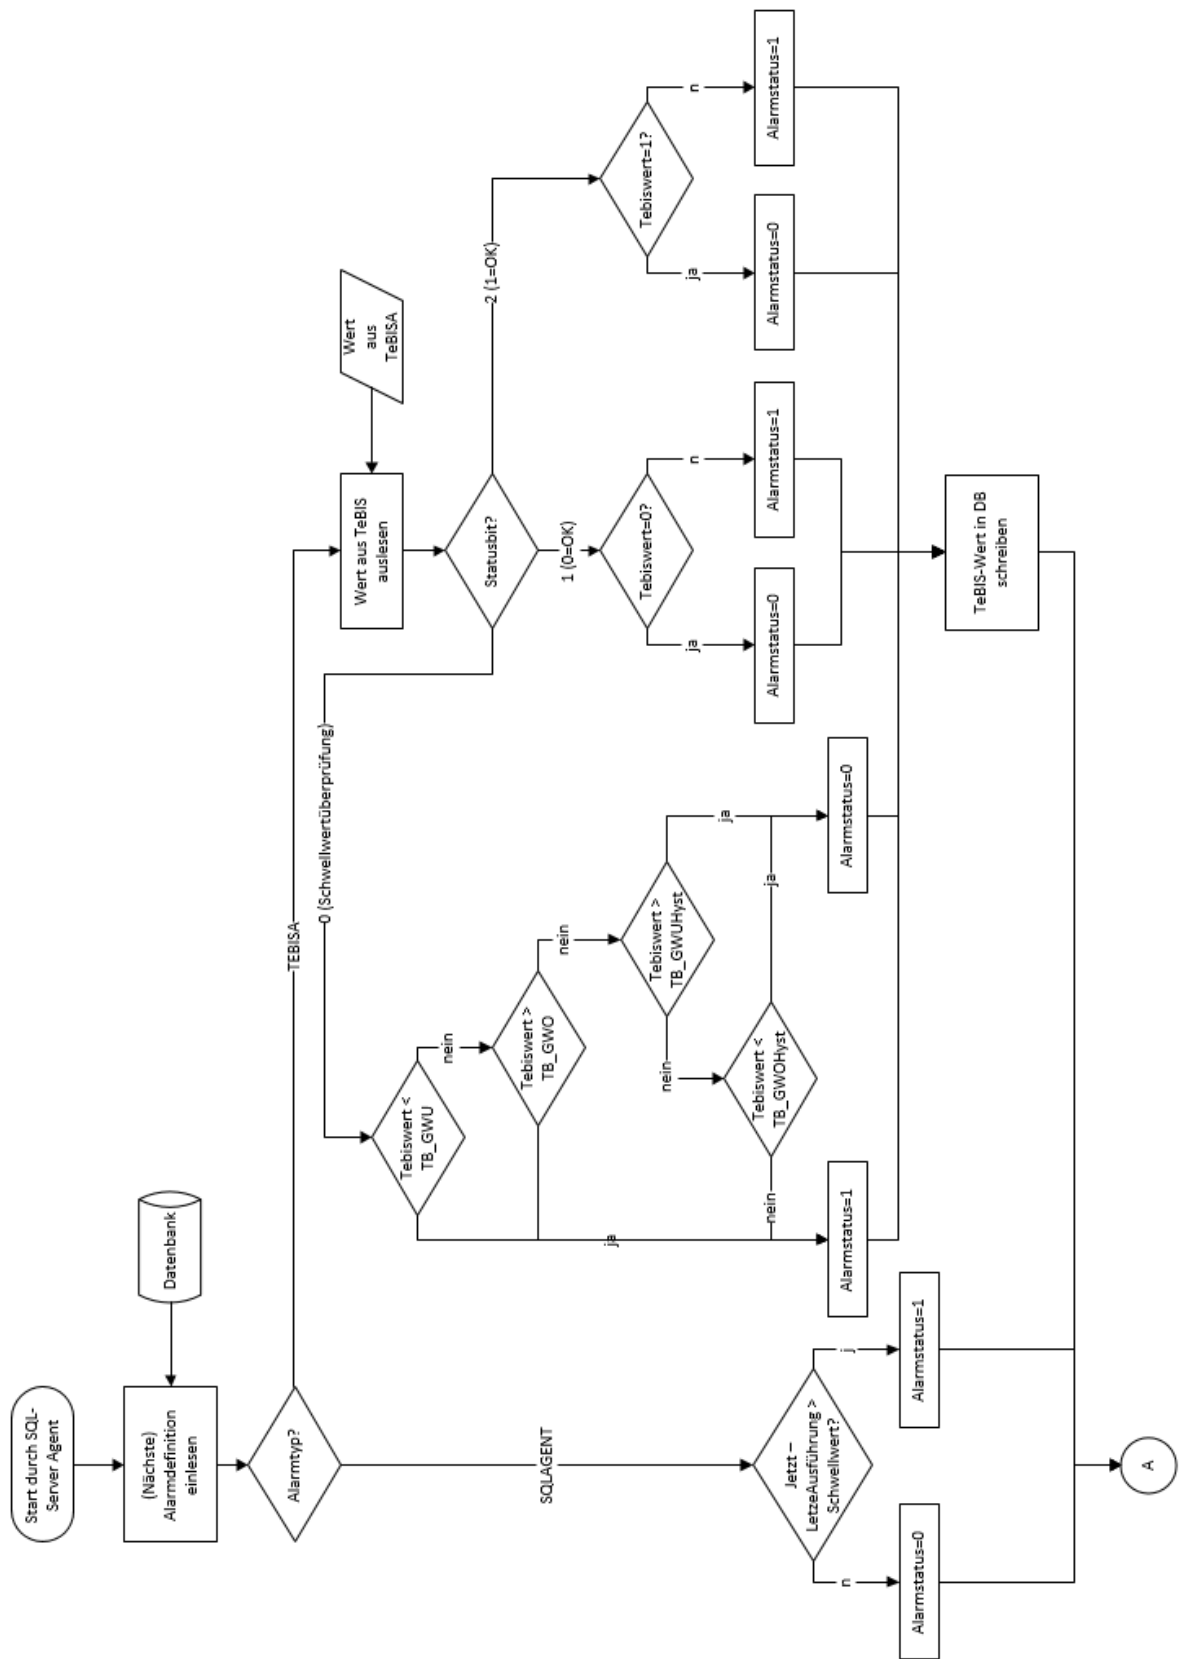 Start durch SQL-
Server Agent
(Nächste)
Alarmdefinition
einlesen
Datenbank
Alarmtyp?
TEBISA
SQLAGENT
Wert aus TeBIS
auslesen
Wert
aus
TeBISA
Statusbit?
0 (Schwellwertüberprüfung)
1 (0=OK)
2 (1=OK)
Tebiswert <
TB_GWU
nein
ja
Tebiswert >
TB_GWO
nein
Tebiswert >
TB_GWUHyst
nein
ja
Tebiswert <
TB_GWOHyst
nein
ja
Alarmstatus=1
Alarmstatus=0
Tebiswert=0?
ja
n
Alarmstatus=0
Alarmstatus=1
Tebiswert=1?
ja
n
Alarmstatus=0
Alarmstatus=1
Jetzt –
LetzeAusführung >
Schwellwert?
n
j
Alarmstatus=0
Alarmstatus=1
TeBIS-Wert in DB
schreiben
A